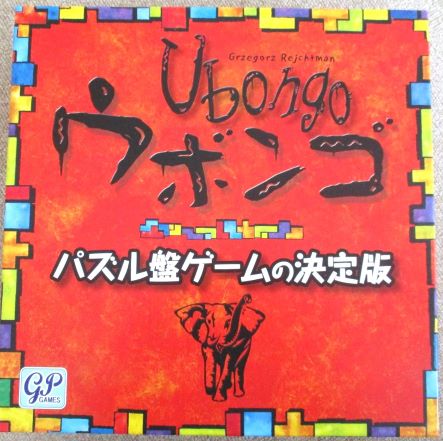 Ubongo
Grzegorz Rejchtman
ウボンゴ
パズル盤ゲームの決定版
GP
GAMES